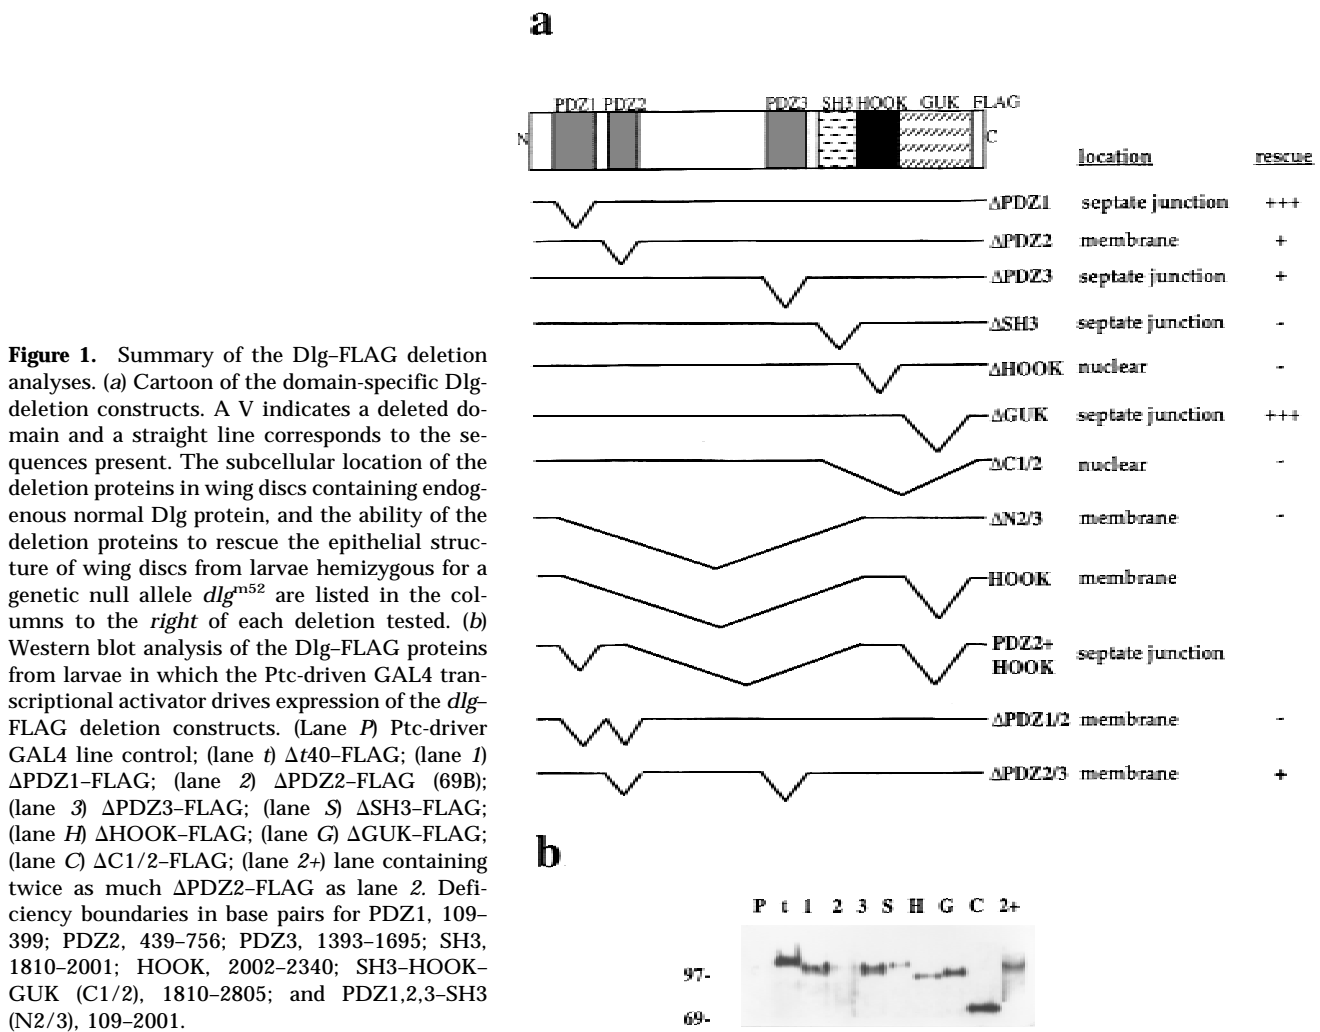 a
PDZ1 PDZ2 PDZ3 SH3 HOOK GUK FLAG
N C
location rescue
ΔPDZ1 septate junction +++
ΔPDZ2 membrane +
ΔPDZ3 septate junction +
ΔSH3 septate junction -
ΔHOOK nuclear -
ΔGUK septate junction +++
ΔC1/2 nuclear -
ΔN2/3 membrane -
HOOK membrane
PDZ2+
HOOK septate junction
ΔPDZ1/2 membrane -
ΔPDZ2/3 membrane +
b
P t 1 2 3 S H G C 2+
97-
69-
Figure 1. Summary of the Dlg–FLAG deletion
analyses. (a) Cartoon of the domain-specific Dlg-
deletion constructs. A V indicates a deleted do-
main and a straight line corresponds to the se-
quences present. The subcellular location of the
deletion proteins in wing discs containing endog-
enous normal Dlg protein, and the ability of the
deletion proteins to rescue the epithelial struc-
ture of wing discs from larvae hemizygous for a
genetic null allele dlgm52 are listed in the col-
umns to the right of each deletion tested. (b)
Western blot analysis of the Dlg–FLAG proteins
from larvae in which the Ptc-driven GAL4 tran-
scriptional activator drives expression of the dlg–
FLAG deletion constructs. (Lane P) Ptc-driver
GAL4 line control; (lane t) Δt40–FLAG; (lane 1)
ΔPDZ1–FLAG; (lane 2) ΔPDZ2–FLAG (69B);
(lane 3) ΔPDZ3–FLAG; (lane S) ΔSH3–FLAG;
(lane H) ΔHOOK–FLAG; (lane G) ΔGUK–FLAG;
(lane C) ΔC1/2–FLAG; (lane 2+) lane containing
twice as much ΔPDZ2–FLAG as lane 2. Defi-
ciency boundaries in base pairs for PDZ1, 109–
399; PDZ2, 439–756; PDZ3, 1393–1695; SH3,
1810–2001; HOOK, 2002–2340; SH3–HOOK–
GUK (C1/2), 1810–2805; and PDZ1,2,3–SH3
(N2/3), 109–2001.